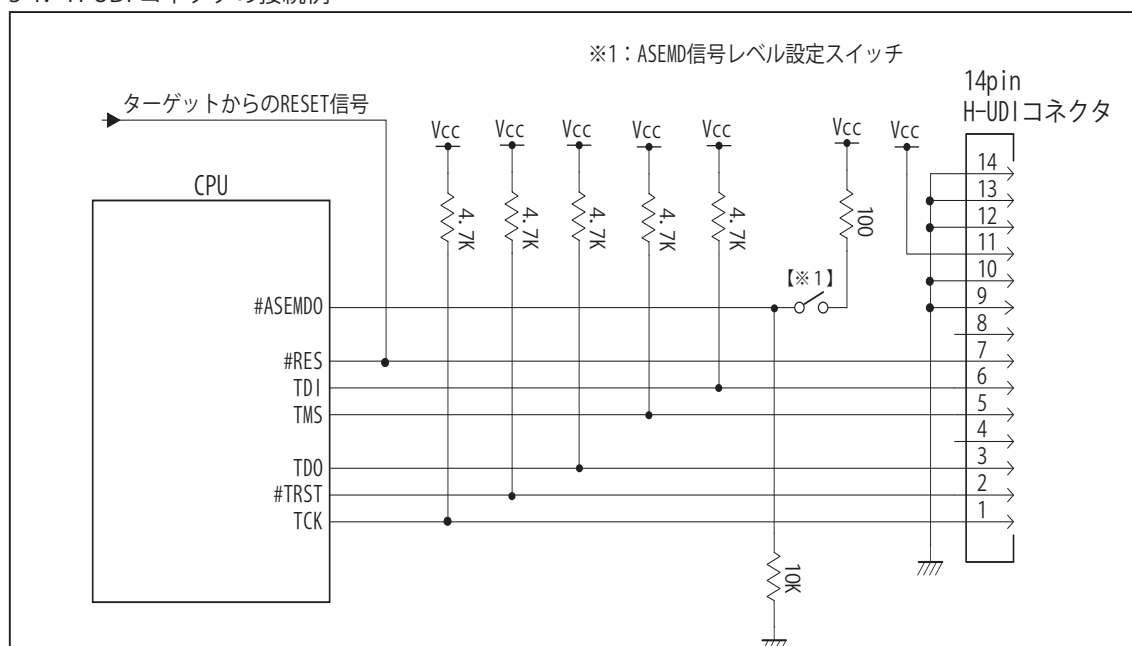 ※1：ASEMD信号レベル設定スイッチ
14pin
H-UDIコネクタ
ターゲットからのRESET信号
Vcc
Vcc
Vcc
Vcc
Vcc
Vcc
Vcc
CPU
4.7K
4.7K
4.7K
4.7K
4.7K
100
【※1】
#ASEMD0
#RES
TDI
TMS
TDO
#TRST
TCK
14
13
12
11
10
9
8
7
6
5
4
3
2
1
10K